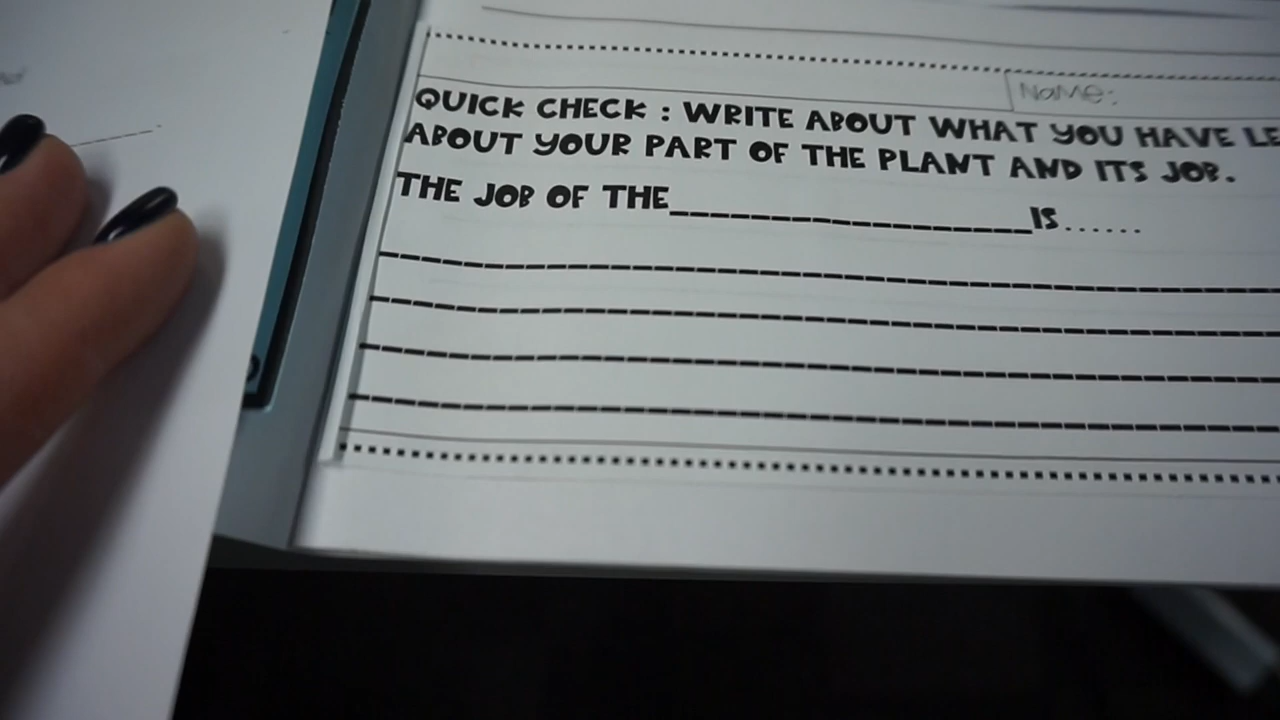 Name:
QUICK CHECK : WRITE ABOUT WHAT YOU HAVE
ABOUT YOUR PART OF THE PLANT AND ITS JOB.
THE JOB OF THE__________________IS......